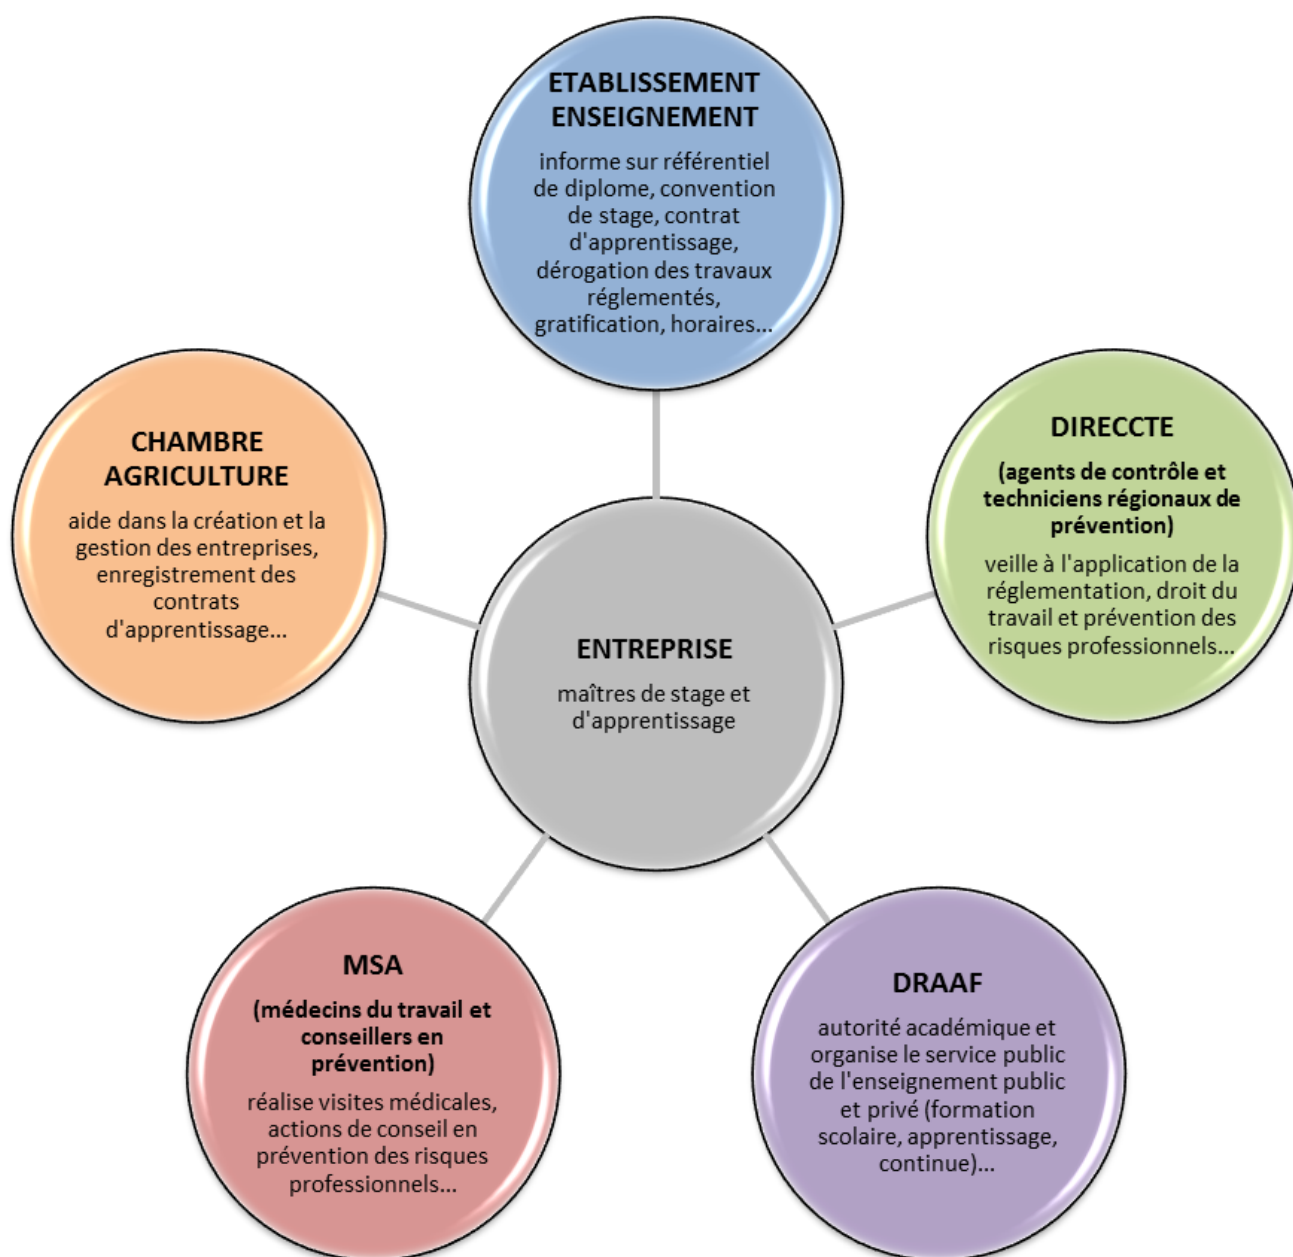 ETABLISSEMENT
ENSEIGNEMENT
informe sur référentiel
de diplome, convention
de stage, contrat
d'apprentissage,
dérogation des travaux
réglementés,
gratification, horaires...
CHAMBRE
AGRICULTURE
aide dans la création et la
gestion des entreprises,
enregistrement des
contrats
d'apprentissage...
DIRECCTE
(agents de contrôle et
techniciens régionaux de
prévention)
veille à l'application de la
réglementation, droit du
travail et prévention des
risques professionnels...
ENTREPRISE
maîtres de stage et
d'apprentissage
MSA
(médecins du travail et
conseillers en
prévention)
réalise visites médicales,
actions de conseil en
prévention des risques
professionnels...
DRAAF
autorité académique et
organise le service public
de l'enseignement public
et privé (formation
scolaire, apprentissage,
continue)...